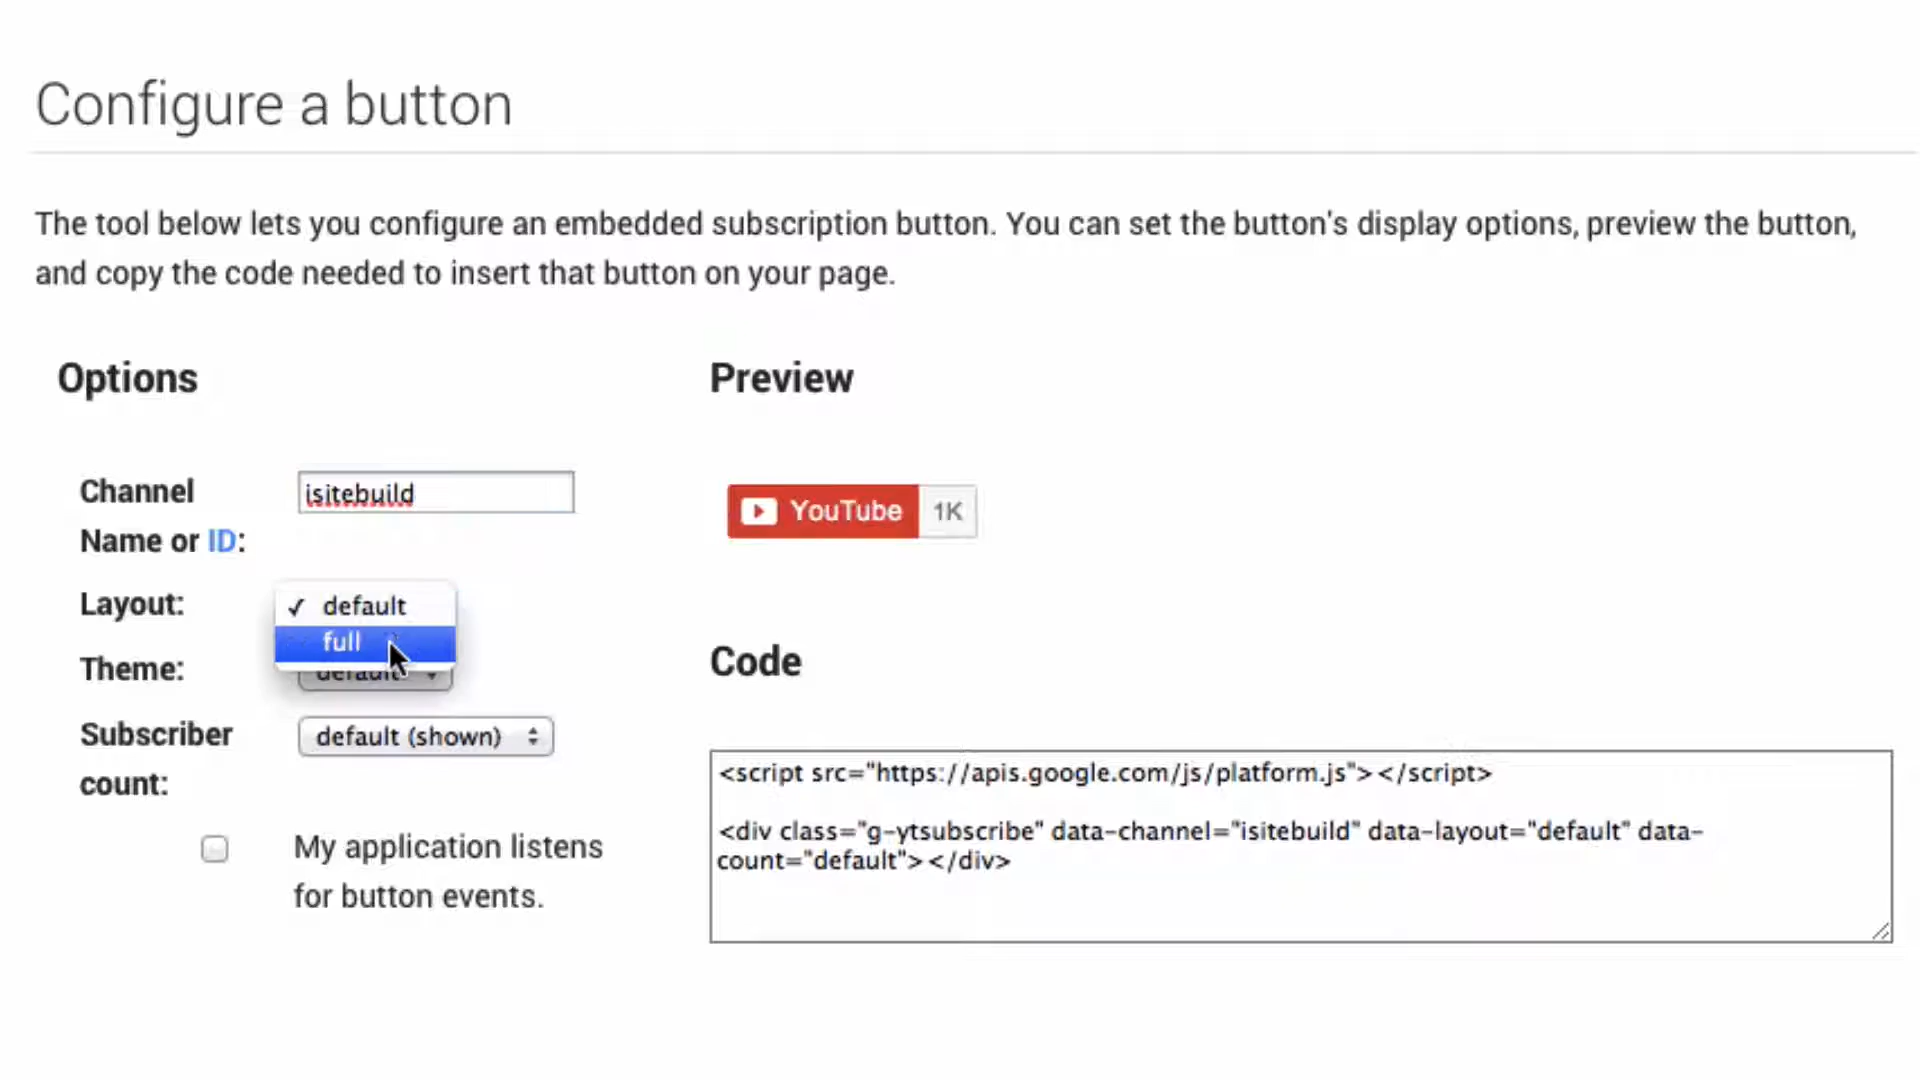 Configure a button
The tool below lets you configure an embedded subscription button. You can set the button's display options, preview the button,
and copy the code needed to insert that button on your page.
Options
Channel
Name or ID:
isitebuild
Layout:
✓ default
full
Theme:
default
Subscriber
count:
default (shown)
My application listens
for button events.
Preview
YouTube 1K
Code
<script src="https://apis.google.com/js/platform.js"></script>
<div class="g-ytsubscribe" data-channel="isitebuild" data-layout="default" data-
count="default"></div>